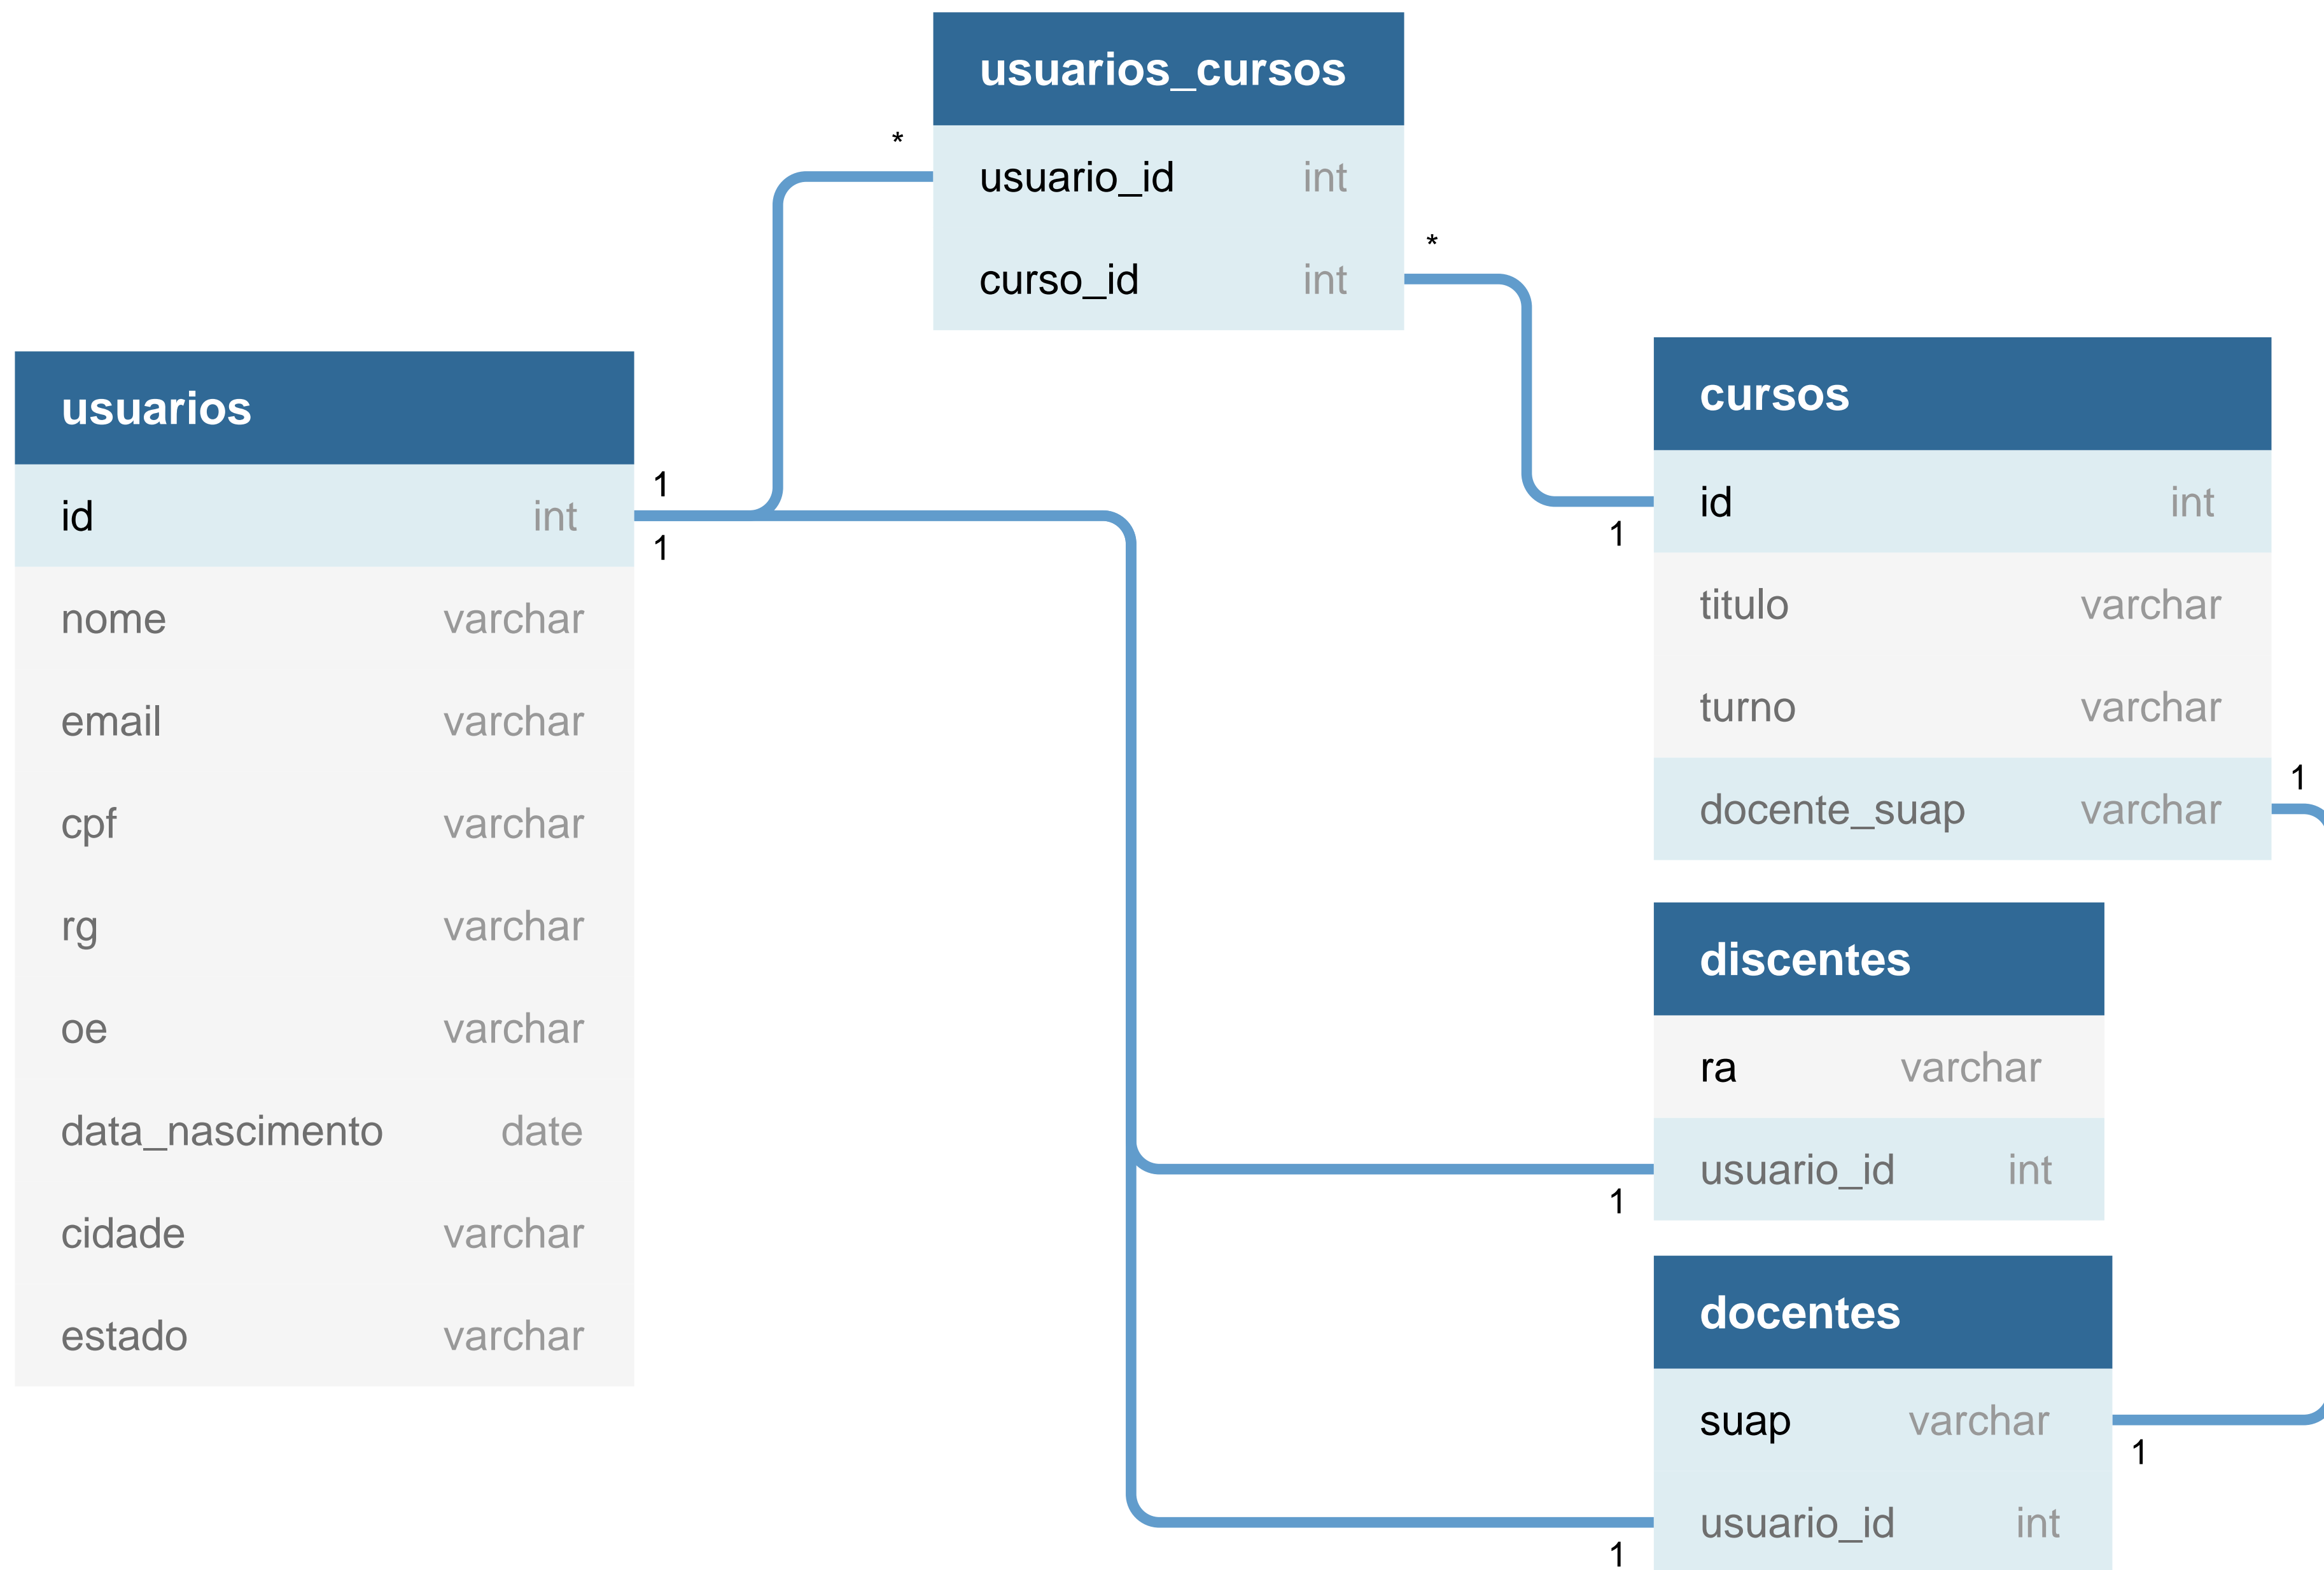 usuarios_cursos
*
usuario_id int
*
curso_id int
usuarios
1
id int
1
nome varchar
email varchar
cpf varchar
rg varchar
oe varchar
data_nascimento date
cidade varchar
estado varchar
cursos
id int
1
titulo varchar
turno varchar
1
docente_suap varchar
discentes
ra varchar
usuario_id int
1
docentes
suap varchar
1
usuario_id int
1